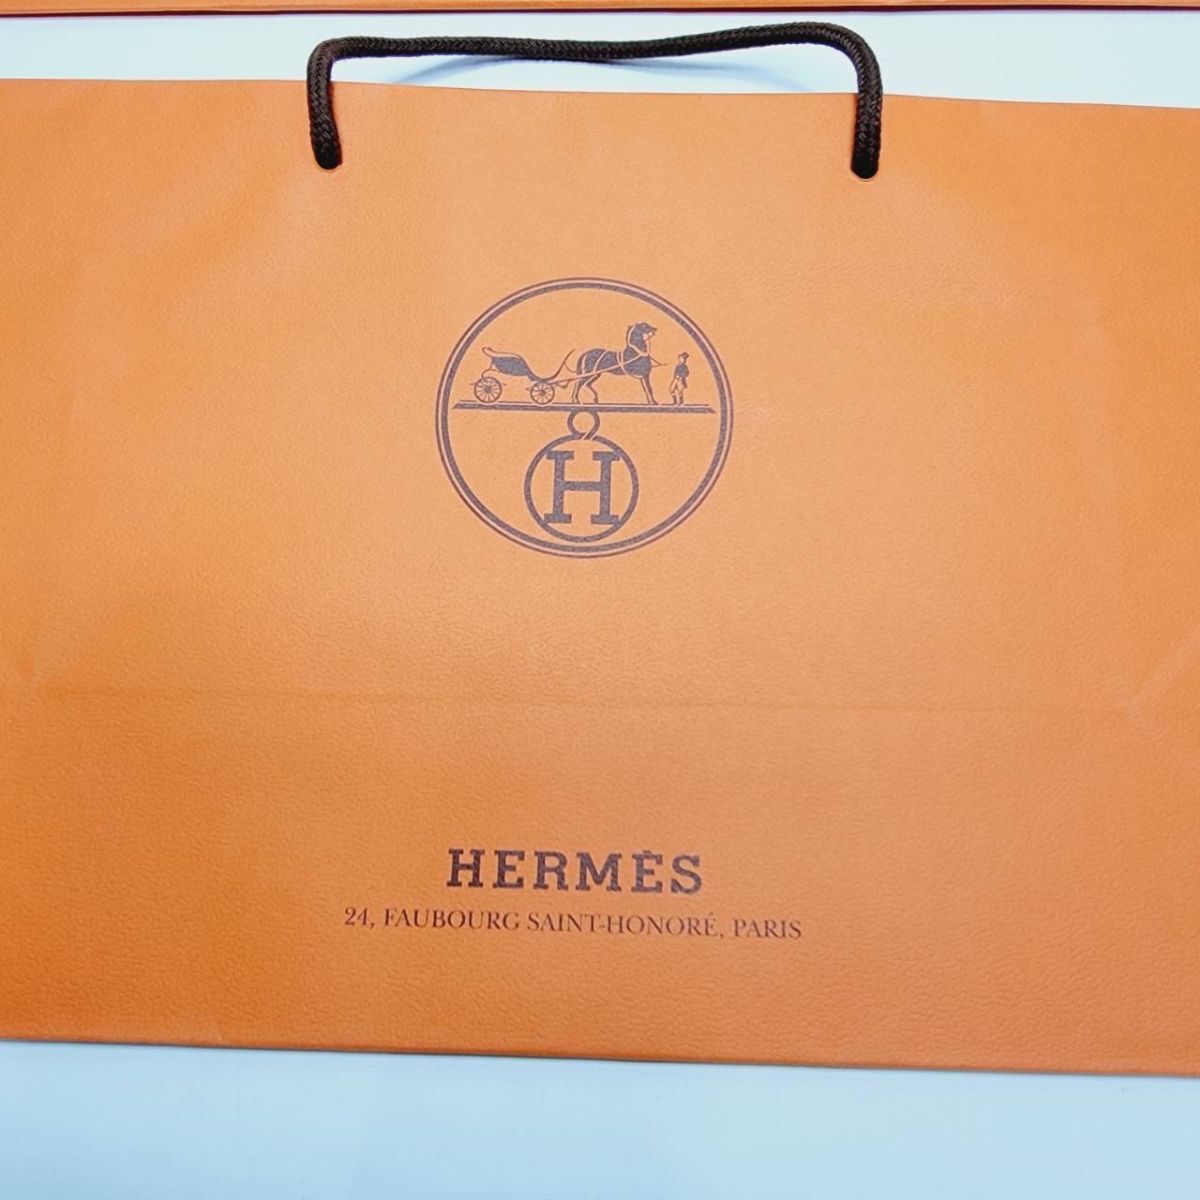 H
HERMÈS
24, FAUBOURG SAINT-HONORÉ, PARIS